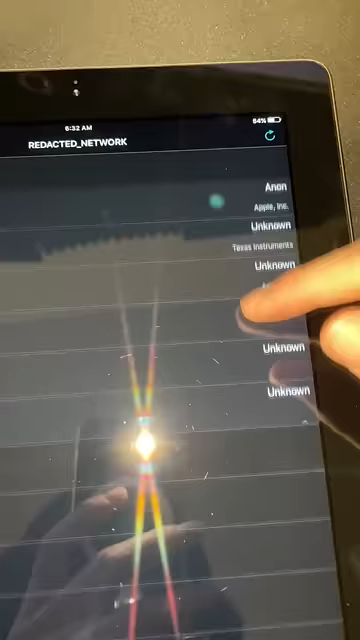 6:32 AM
54%
REDACTED_NETWORK
Anon
Apple, Inc.
Unknown
Texas Instruments
Unknown
Unknown
Unknown